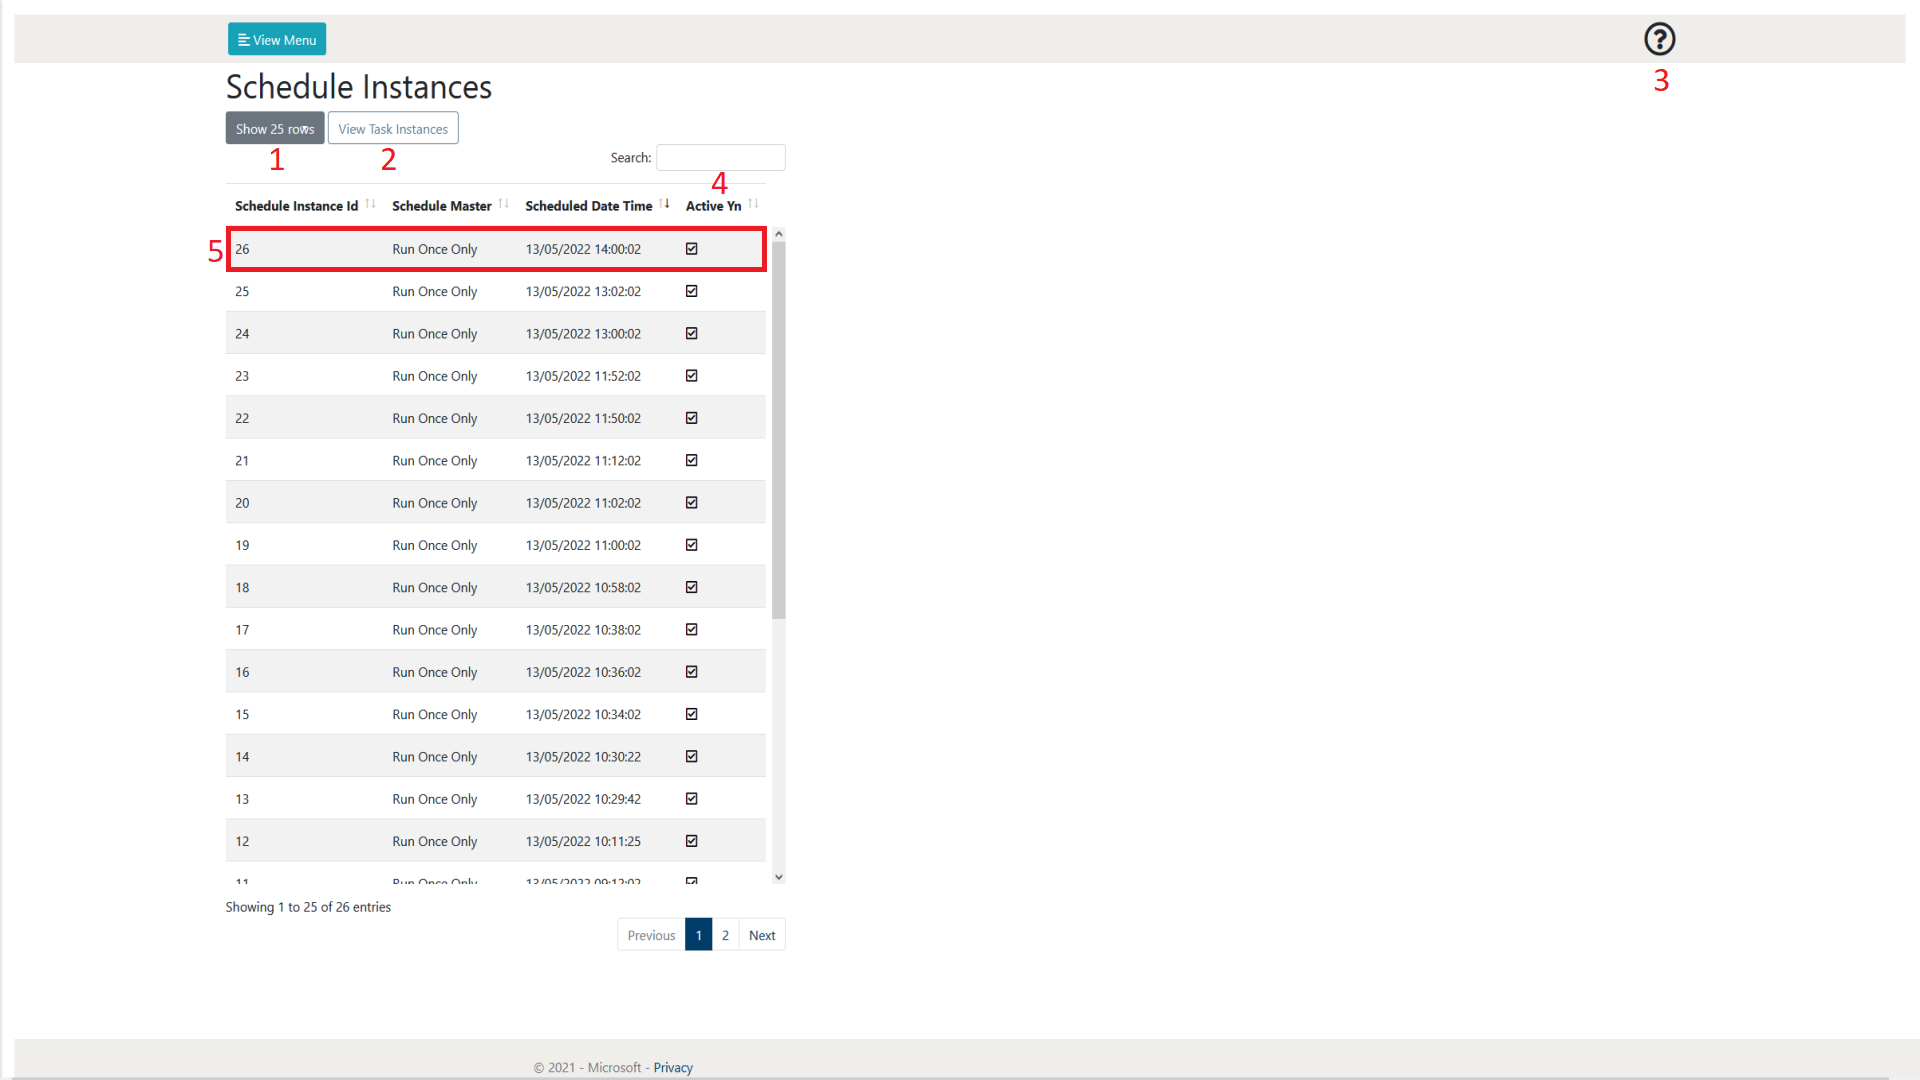 View Menu
?
3
Schedule Instances
Show 25 rows View Task Instances
1 2
Search:
4
Schedule Instance Id Schedule Master Scheduled Date Time Active Yn
5
26 Run Once Only 13/05/2022 14:00:02
25 Run Once Only 13/05/2022 13:02:02
24 Run Once Only 13/05/2022 13:00:02
23 Run Once Only 13/05/2022 11:52:02
22 Run Once Only 13/05/2022 11:50:02
21 Run Once Only 13/05/2022 11:12:02
20 Run Once Only 13/05/2022 11:02:02
19 Run Once Only 13/05/2022 11:00:02
18 Run Once Only 13/05/2022 10:58:02
17 Run Once Only 13/05/2022 10:38:02
16 Run Once Only 13/05/2022 10:36:02
15 Run Once Only 13/05/2022 10:34:02
14 Run Once Only 13/05/2022 10:30:22
13 Run Once Only 13/05/2022 10:29:42
12 Run Once Only 13/05/2022 10:11:25
11 Run Once Only 13/05/2022 09:12:02
Showing 1 to 25 of 26 entries
Previous 1 2 Next
© 2021 - Microsoft - Privacy